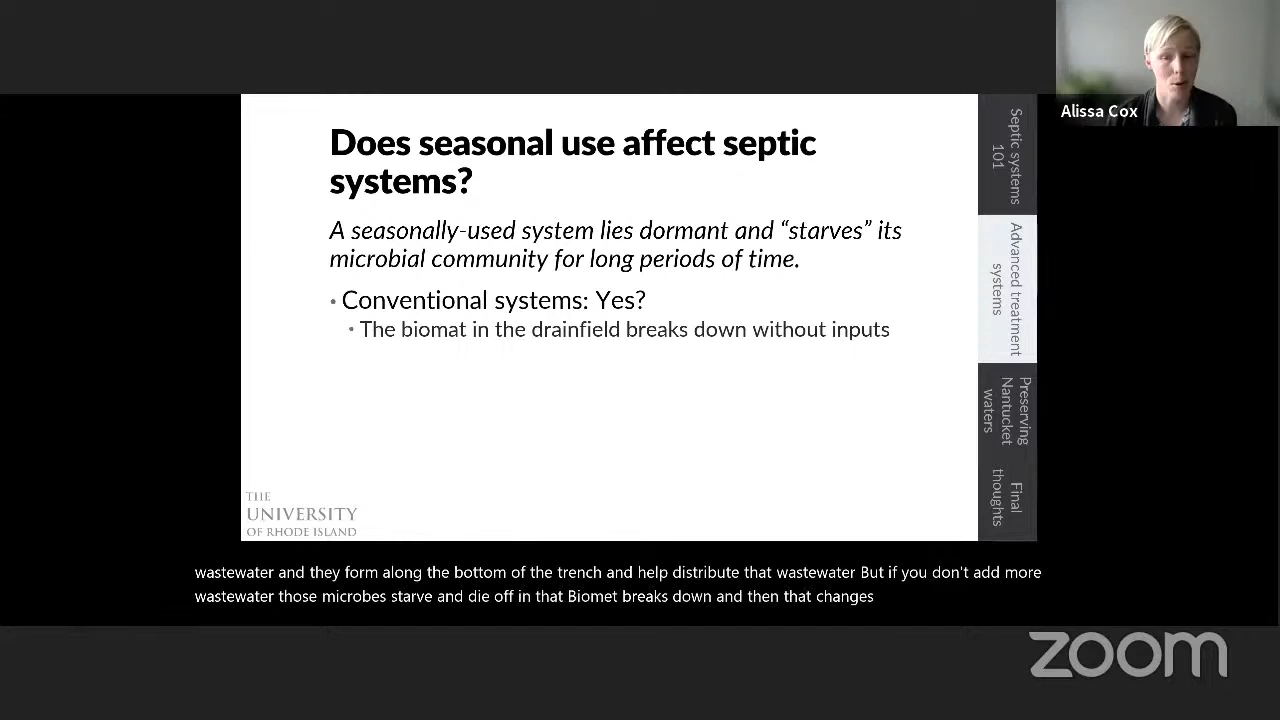 Alissa Cox
Does seasonal use affect septic
systems?
A seasonally-used system lies dormant and “starves” its
microbial community for long periods of time.
• Conventional systems: Yes?
• The biomat in the drainfield breaks down without inputs
Septic systems
101
Advanced treatment
systems
Preserving
Nantucket
waters
Final
thoughts
THE
UNIVERSITY
OF RHODE ISLAND
wastewater and they form along the bottom of the trench and help distribute that wastewater But if you don't add more
wastewater those microbes starve and die off in that Biomet breaks down and then that changes
zoom